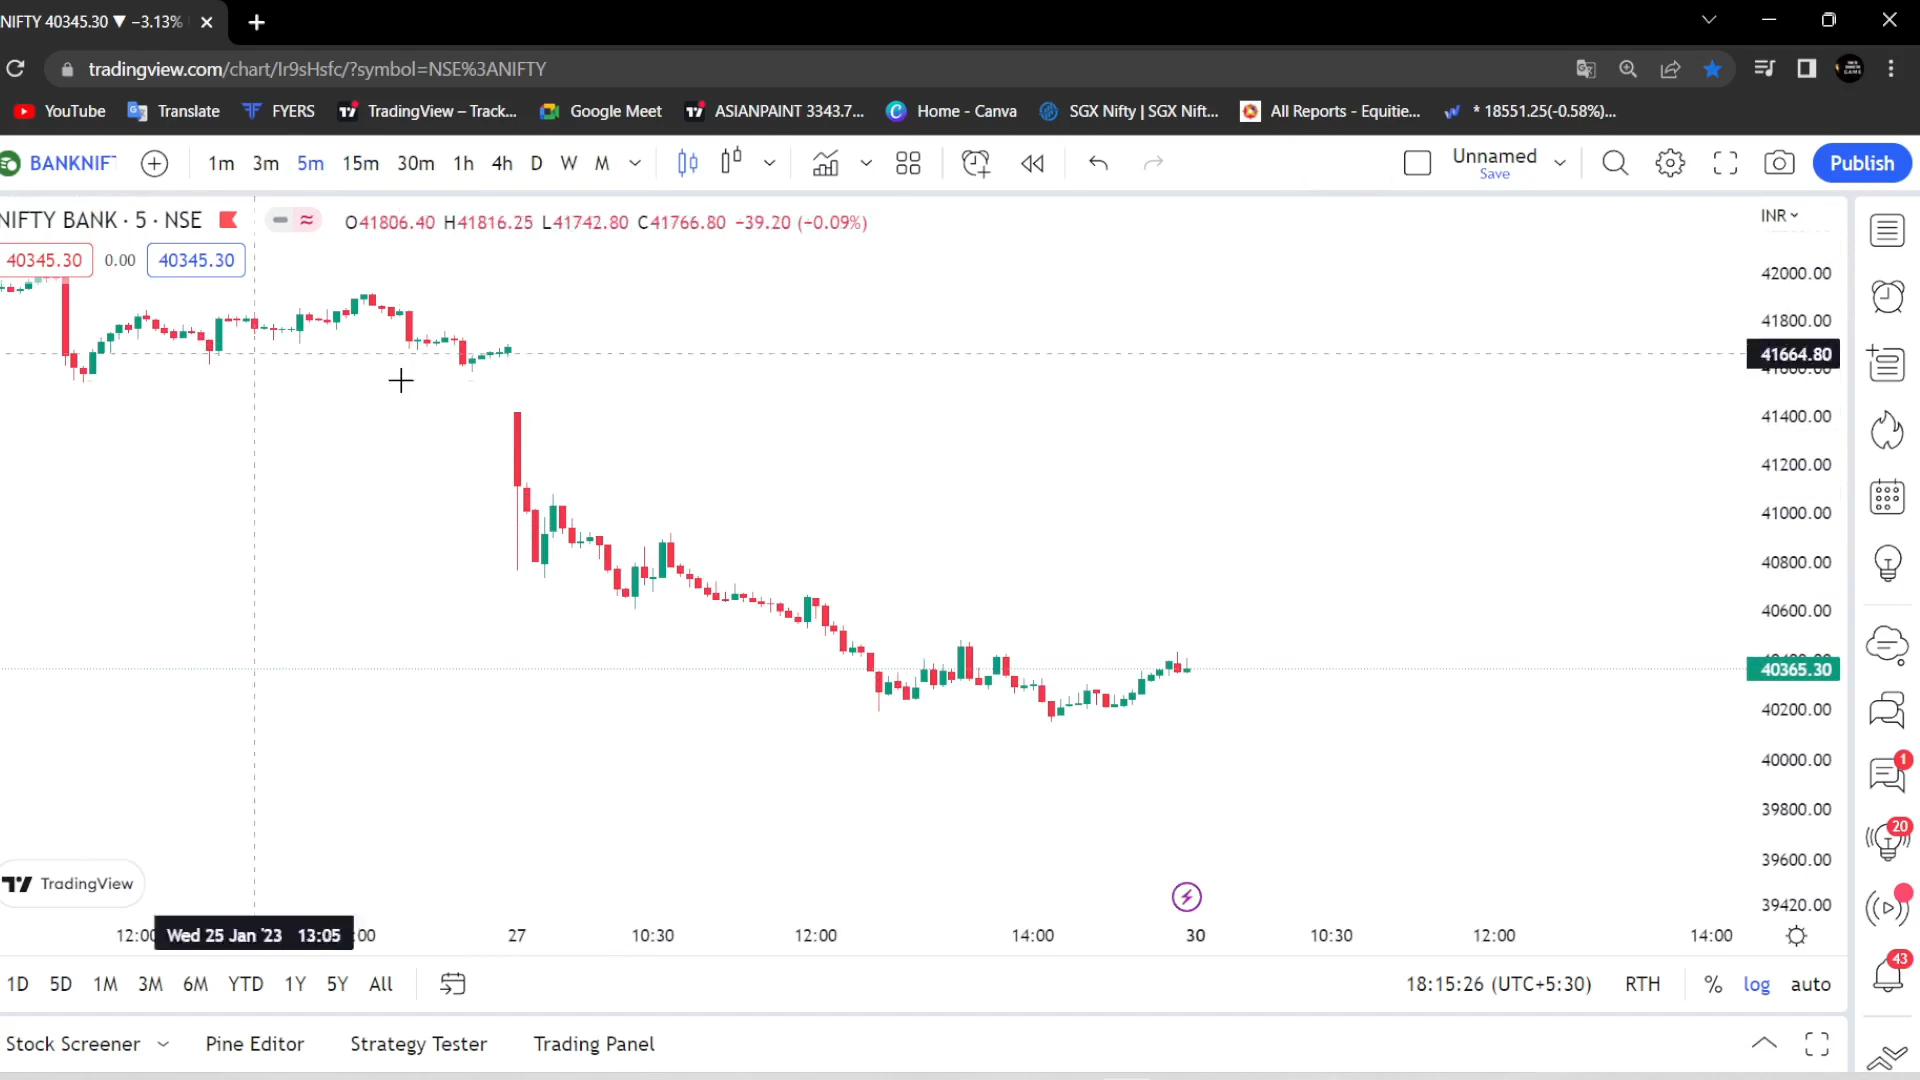 NIFTY 40345.30 ▼ −3.13%
tradingview.com/chart/Ir9sHsfc/?symbol=NSE%3ANIFTY
YouTube Translate FYERS TradingView – Track... Google Meet ASIANPAINT 3343.7... Home - Canva SGX Nifty | SGX Nift... All Reports - Equitie... * 18551.25(-0.58%)...
BANKNIF 1m 3m 5m 15m 30m 1h 4h D W M Unnamed Publish
Save
NIFTY BANK · 5 · NSE O41806.40 H41816.25 L41742.80 C41766.80 −39.20 (−0.09%) INR
40345.30 0.00 40345.30
42000.00
41800.00
41664.80
41400.00
41200.00
41000.00
40800.00
40600.00
40365.30
40200.00
40000.00
1
39800.00
20
39600.00
TradingView
39420.00
12:00 Wed 25 Jan '23 13:05 :00 27 10:30 12:00 14:00 30 10:30 12:00 14:00
43
1D 5D 1M 3M 6M YTD 1Y 5Y All 18:15:26 (UTC+5:30) RTH % log auto
Stock Screener Pine Editor Strategy Tester Trading Panel